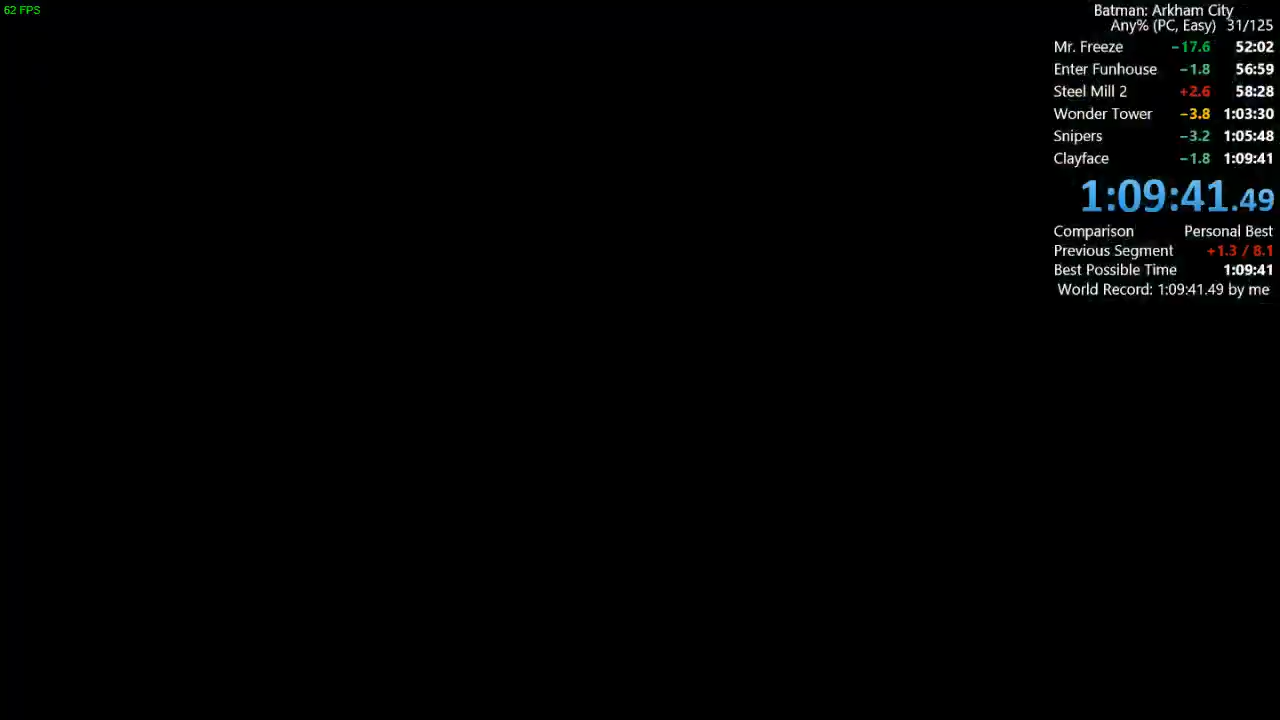 62 FPS
Batman: Arkham City
Any% (PC, Easy) 31/125
Mr. Freeze −17.6 52:02
Enter Funhouse −1.8 56:59
Steel Mill 2 +2.6 58:28
Wonder Tower −3.8 1:03:30
Snipers −3.2 1:05:48
Clayface −1.8 1:09:41
1:09:41.49
Comparison Personal Best
Previous Segment +1.3 / 8.1
Best Possible Time 1:09:41
World Record: 1:09:41.49 by me